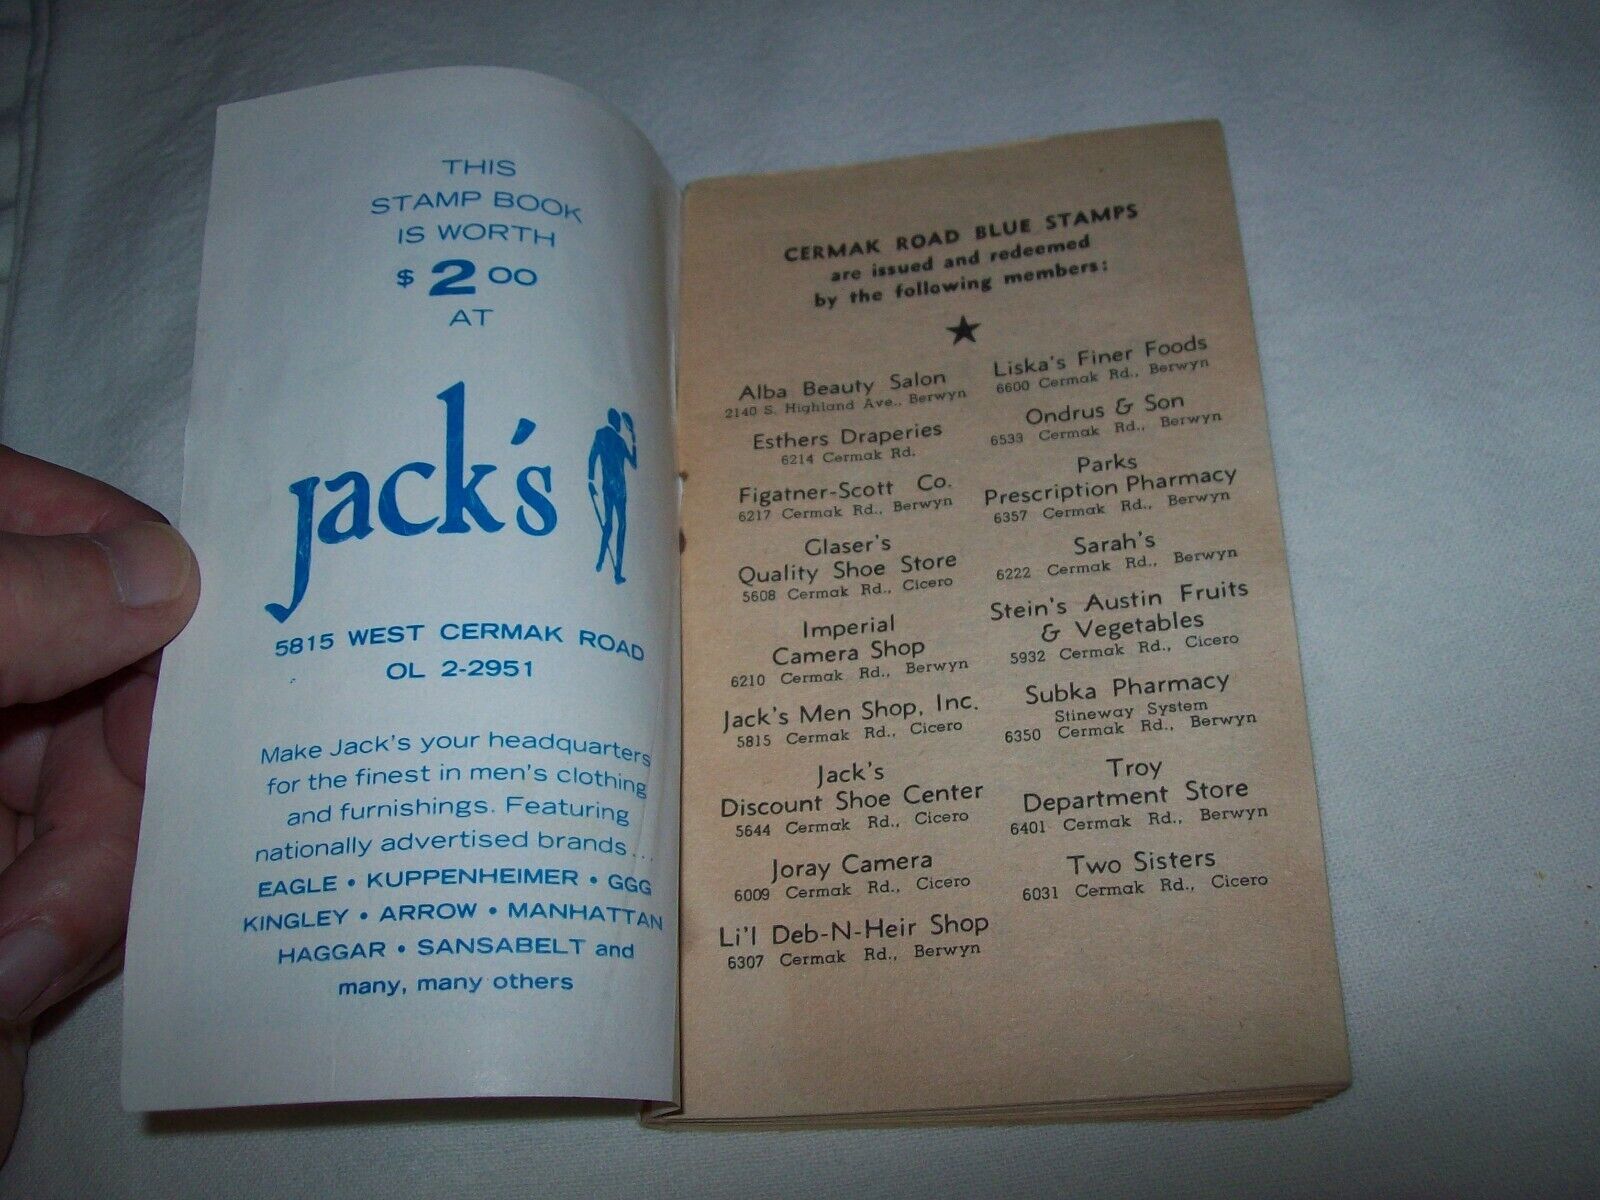 THIS
STAMP BOOK
IS WORTH
$ 2 00
AT
Jack's
5815 WEST CERMAK ROAD
OL 2-2951
Make Jack's your headquarters
for the finest in men's clothing
and furnishings. Featuring
nationally advertised brands...
EAGLE • KUPPENHEIMER • GGG
KINGLEY • ARROW • MANHATTAN
HAGGAR • SANSABELT and
many, many others
CERMAK ROAD BLUE STAMPS
are issued and redeemed
by the following members:
Alba Beauty Salon
2140 S. Highland Ave., Berwyn
Esthers Draperies
6214 Cermak Rd.
Figatner-Scott Co.
6217 Cermak Rd., Berwyn
Glaser's
Quality Shoe Store
5608 Cermak Rd., Cicero
Imperial
Camera Shop
6210 Cermak Rd., Berwyn
Jack's Men Shop, Inc.
5815 Cermak Rd., Cicero
Jack's
Discount Shoe Center
5644 Cermak Rd., Cicero
Joray Camera
6009 Cermak Rd., Cicero
Li'l Deb-N-Heir Shop
6307 Cermak Rd., Berwyn
Liska's Finer Foods
6600 Cermak Rd., Berwyn
Ondrus & Son
6533 Cermak Rd., Berwyn
Parks
Prescription Pharmacy
6357 Cermak Rd., Berwyn
Sarah's
6222 Cermak Rd., Berwyn
Stein's Austin Fruits
& Vegetables
5932 Cermak Rd., Cicero
Subka Pharmacy
Stineway System
6350 Cermak Rd., Berwyn
Troy
Department Store
6401 Cermak Rd., Berwyn
Two Sisters
6031 Cermak Rd., Cicero